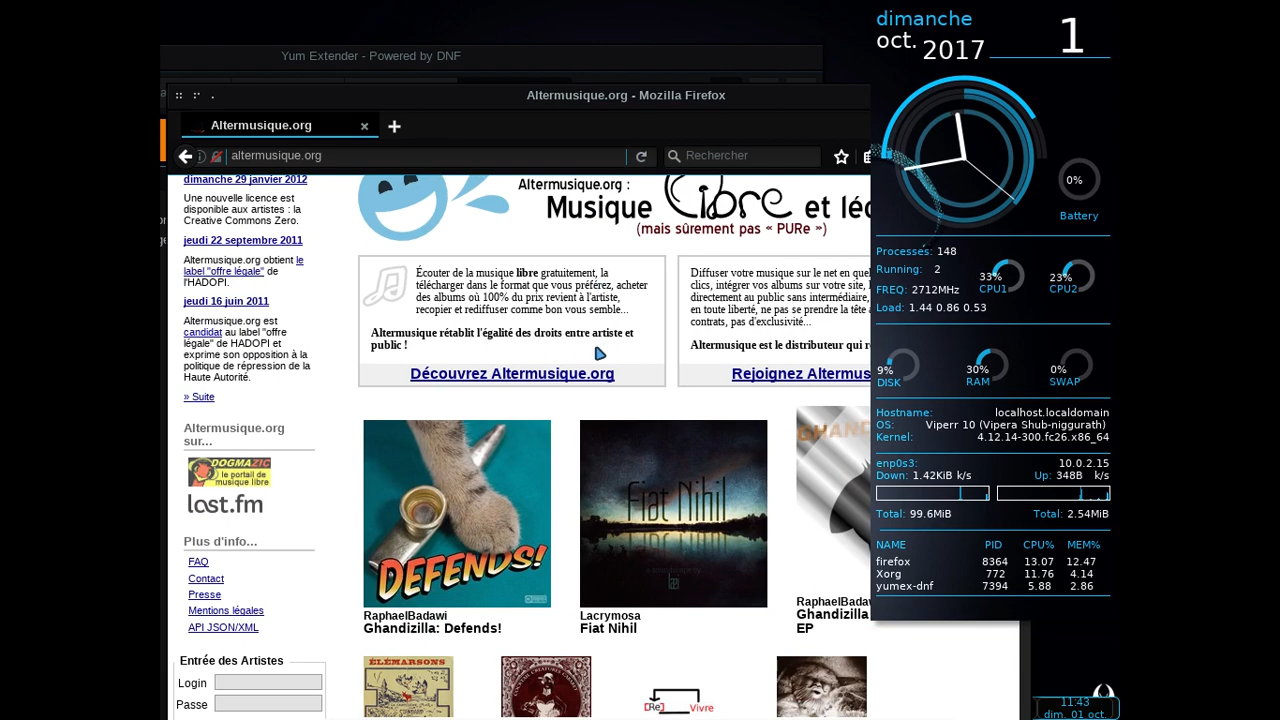 dimanche
oct. 2017 1
Yum Extender - Powered by DNF
Altermusique.org - Mozilla Firefox
Altermusique.org
altermusique.org
Rechercher
dimanche 29 janvier 2012
Une nouvelle licence est
disponible aux artistes : la
Creative Commons Zero.
jeudi 22 septembre 2011
Altermusique.org obtient le
label "offre légale" de
l'HADOPI.
jeudi 16 juin 2011
Altermusique.org est
candidat au label "offre
légale" de HADOPI et
exprime son opposition à la
politique de répression de la
Haute Autorité.
» Suite
Altermusique.org
sur...
DOGMAZIC
le portail de
musique libre
last.fm
Plus d'info...
FAQ
Contact
Presse
Mentions légales
API JSON/XML
Entrée des Artistes
Login
Passe
Altermusique.org :
Musique Libre et léç
(mais sûrement pas « PURe »)
Écouter de la musique libre gratuitement, la
télécharger dans le format que vous préférez, acheter
des albums où 100% du prix revient à l'artiste,
recopier et rediffuser comme bon vous semble...
Altermusique rétablit l'égalité des droits entre artiste et
public !
Découvrez Altermusique.org
Diffuser votre musique sur le net en quel
clics, intégrer vos albums sur votre site, l
directement au public sans intermédiaire,
en toute liberté, ne pas se prendre la tête a
contrats, pas d'exclusivité...
Altermusique est le distributeur qui r
Rejoignez Altermus
DEFENDS!
RaphaelBadawi
Ghandizilla: Defends!
Fiat Nihil
Lacrymosa
Fiat Nihil
RaphaelBadaw
Ghandizilla
EP
ÉLÉMARSONS
[Re] Vivre
0%
Battery
Processes: 148
Running: 2
FREQ: 2712MHz
Load: 1.44 0.86 0.53
33%
CPU1
23%
CPU2
9%
DISK
30%
RAM
0%
SWAP
Hostname: localhost.localdomain
OS: Viperr 10 (Vipera Shub-niggurath)
Kernel: 4.12.14-300.fc26.x86_64
enp0s3: 10.0.2.15
Down: 1.42KiB k/s Up: 348B k/s
Total: 99.6MiB Total: 2.54MiB
NAME PID CPU% MEM%
firefox 8364 13.07 12.47
Xorg 772 11.76 4.14
yumex-dnf 7394 5.88 2.86
11:43
dim. 01 oct.